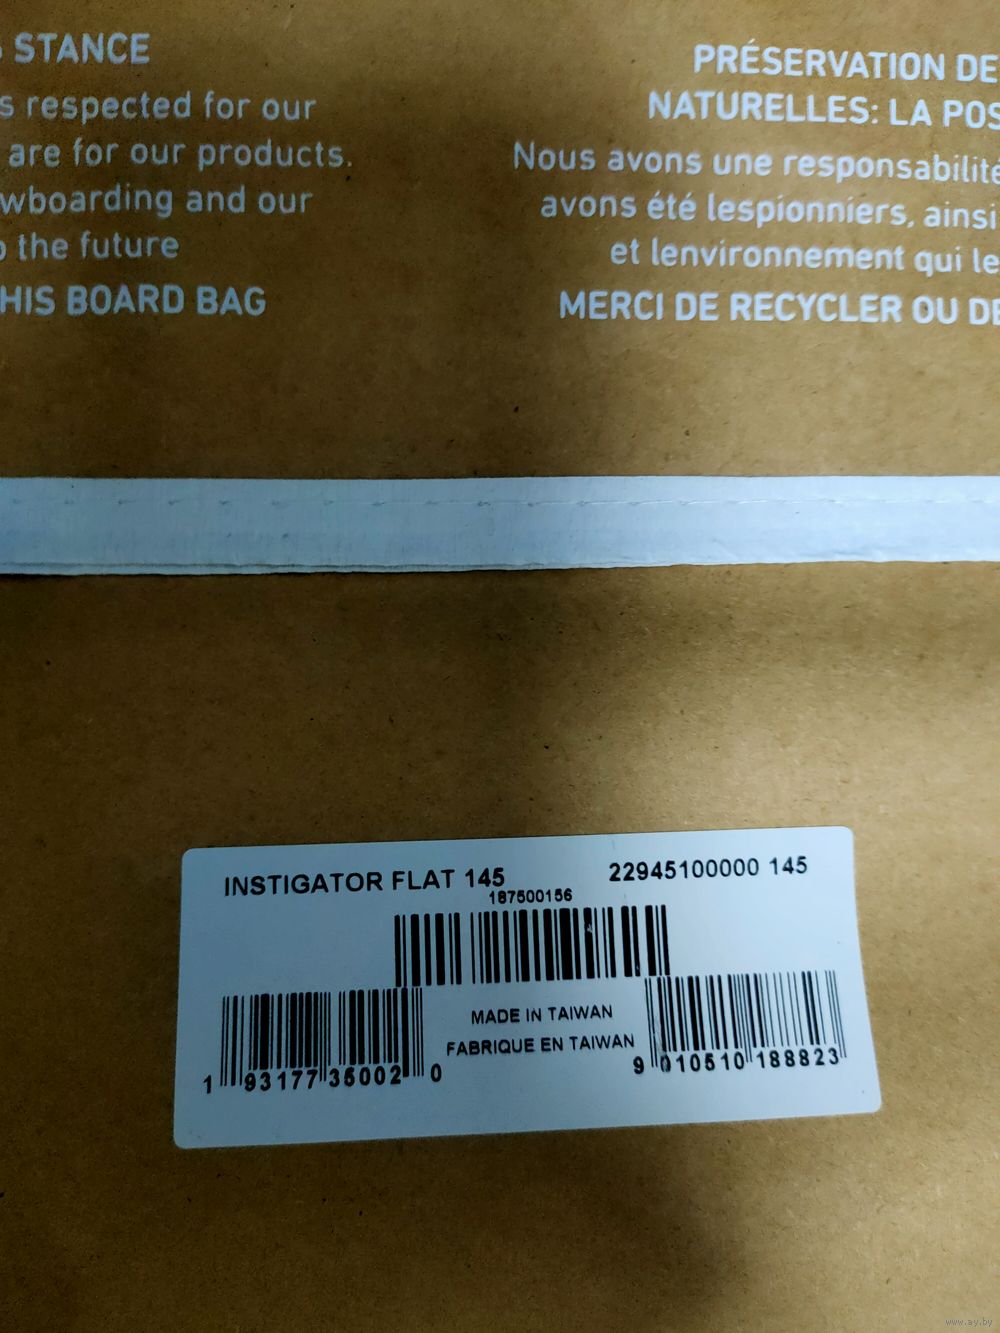 STANCE
s respected for our
are for our products.
wboarding and our
o the future
HIS BOARD BAG
PRÉSERVATION DE
NATURELLES: LA POS
Nous avons une responsabilité
avons été lespionniers, ainsi
et lenvironnement qui le
MERCI DE RECYCLER OU DE
INSTIGATOR FLAT 145 22945100000 145
187500156
MADE IN TAIWAN
FABRIQUE EN TAIWAN
1 93177 35002 0
9 010510 188823
www.ay.by